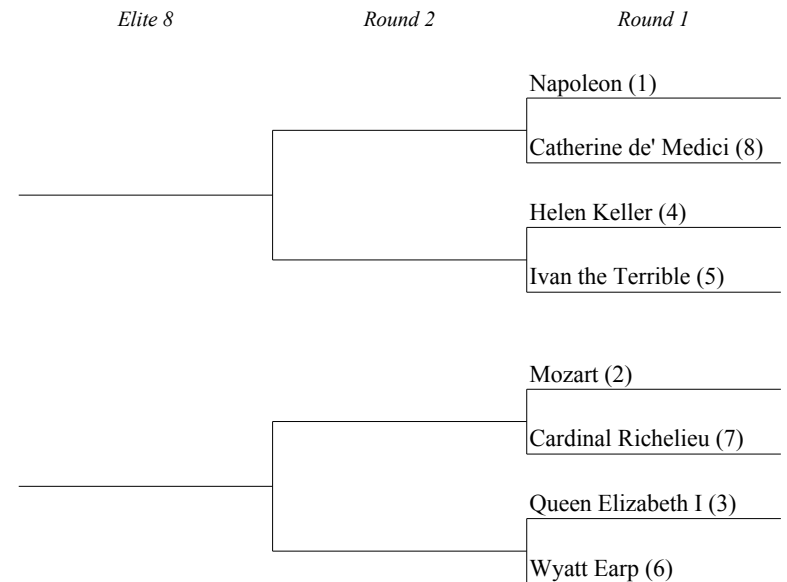 Elite 8
Round 2
Round 1
Napoleon (1)
Catherine de' Medici (8)
Helen Keller (4)
Ivan the Terrible (5)
Mozart (2)
Cardinal Richelieu (7)
Queen Elizabeth I (3)
Wyatt Earp (6)